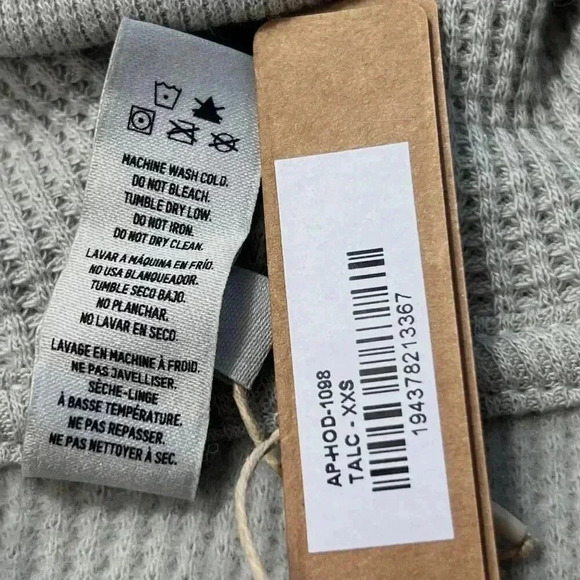 MACHINE WASH COLD.
DO NOT BLEACH.
TUMBLE DRY LOW.
DO NOT IRON.
DO NOT DRY CLEAN.
LAVAR A MÁQUINA EN FRÍO.
NO USA BLANQUEADOR.
TUMBLE SECO BAJO.
NO PLANCHAR.
NO LAVAR EN SECO.
LAVAGE EN MACHINE À FROID.
NE PAS JAVELLISER.
SÈCHE-LINGE
À BASSE TEMPÉRATURE.
NE PAS REPASSER.
NE PAS NETTOYER À SEC.
APHOD-1098
TALC - XXS
194378213367